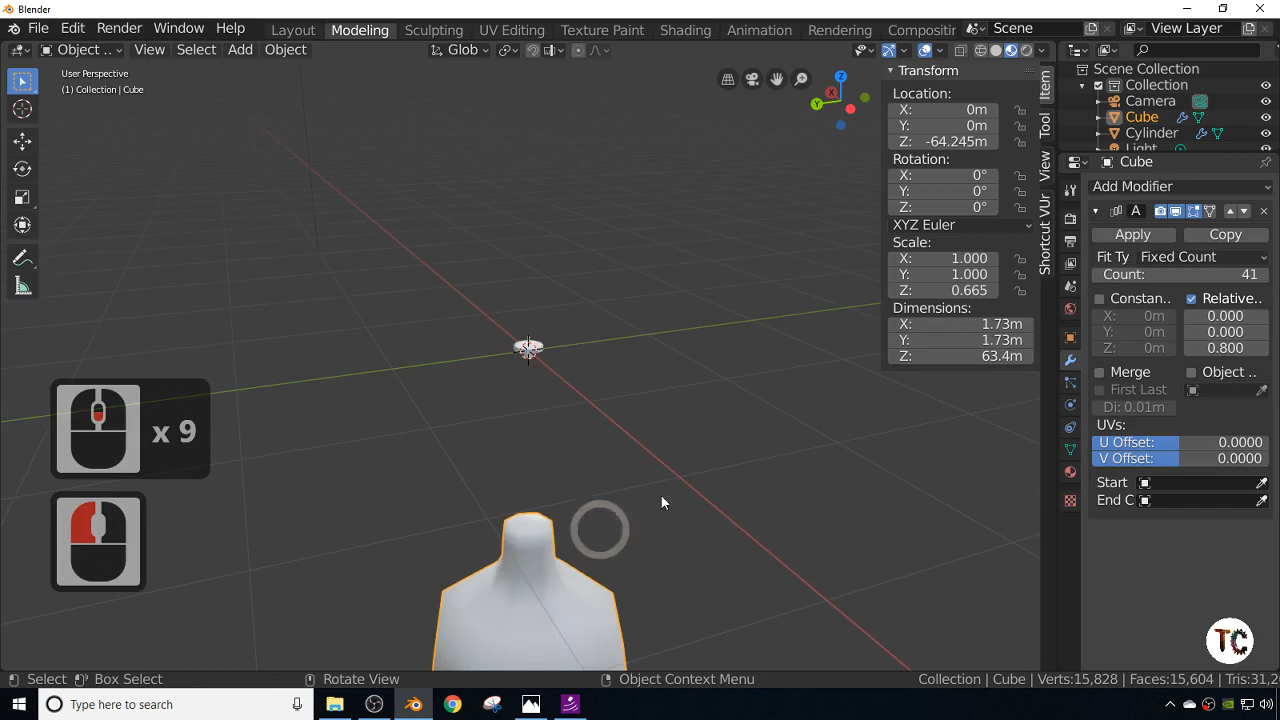 Blender
File Edit Render Window Help Layout Modeling Sculpting UV Editing Texture Paint Shading Animation Rendering Compositir Scene View Layer
Object .. View Select Add Object Glob
User Perspective
(1) Collection | Cube
Transform
Location:
X: 0m
Y: 0m
Z: -64.245m
Rotation:
X: 0°
Y: 0°
Z: 0°
XYZ Euler
Scale:
X: 1.000
Y: 1.000
Z: 0.665
Dimensions:
X: 1.73m
Y: 1.73m
Z: 63.4m
Item
Tool
View
Shortcut VUr
Z
X
Y
Scene Collection
Collection
Camera
Cube
Cylinder
Light
Cube
Add Modifier
A
Apply Copy
Fit Ty Fixed Count
Count: 41
Constan.. Relative..
X: 0m 0.000
Y: 0m 0.000
Z: 0m 0.800
Merge Object ..
First Last
Di: 0.01m
UVs:
U Offset: 0.0000
V Offset: 0.0000
Start
End C
x 9
TC
Select Box Select Rotate View Object Context Menu Collection | Cube | Verts:15,828 | Faces:15,604 | Tris:31,2
Type here to search